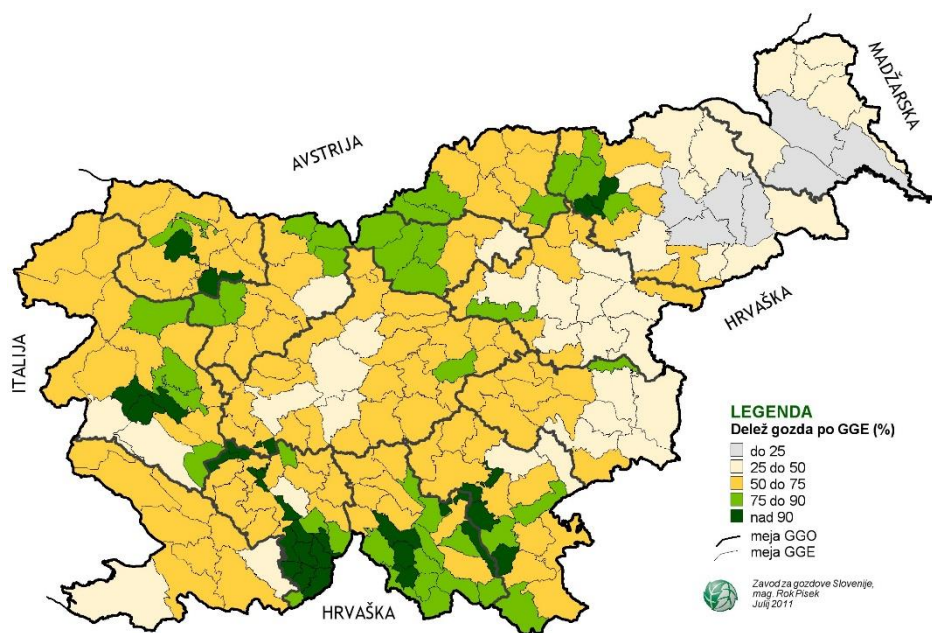 MADŽARSKA
AVSTRIJA
HRVAŠKA
ITALIJA
LEGENDA
Delež gozda po GGE (%)
do 25
25 do 50
50 do 75
75 do 90
nad 90
meja GGO
meja GGE
Zavod za gozdove Slovenije,
mag. Rok Pisek
Julij 2011
HRVAŠKA